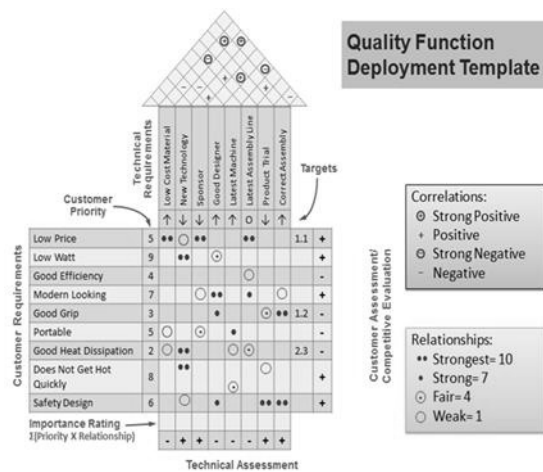 Quality Function
Deployment Template
Technical
Requirements
Customer
Priority
Low Cost Material
New Technology
Sponsor
Good Designer
Latest Machine
Latest Assembly Line
Product Trial
Correct Assembly
Targets
↑ ↓ ↓ ↑ ↑ O ↓ ↑
Customer Requirements
Low Price 5 1.1 +
Low Watt 9 +
Good Efficiency 4 -
Modern Looking 7 +
Good Grip 3 1.2 -
Portable 5 -
Good Heat Dissipation 2 2.3 -
Does Not Get Hot
Quickly 8 +
Safety Design 6 +
Importance Rating
1(Priority X Relationship)
- + + - - - + +
Technical Assessment
Customer Assessment/
Competitive Evaluation
Correlations:
Strong Positive
+ Positive
Strong Negative
- Negative
Relationships:
•• Strongest= 10
• Strong= 7
Fair= 4
Weak= 1